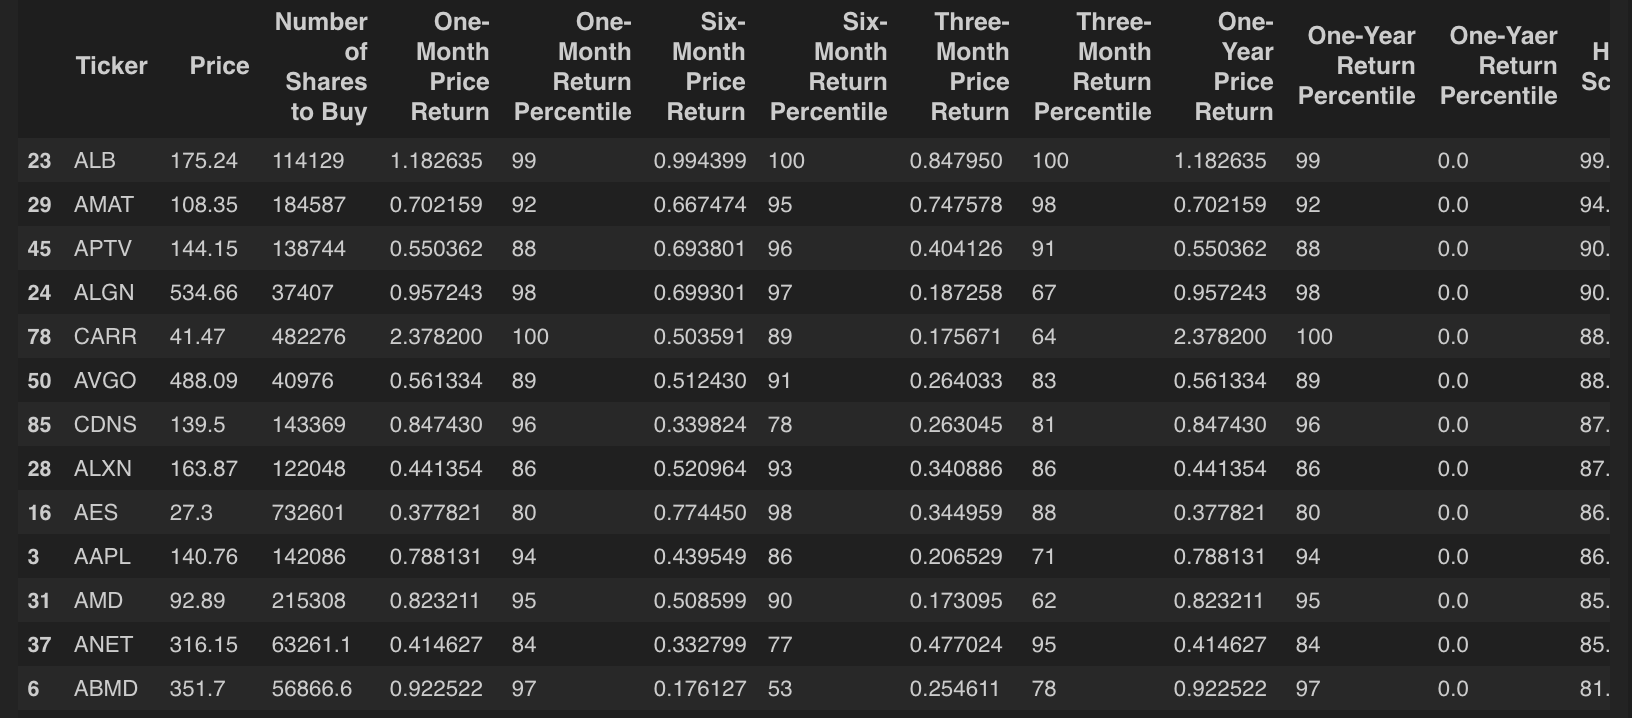 Ticker Price Number of Shares to Buy One-Month Price Return One-Month Return Percentile Six-Month Price Return Six-Month Return Percentile Three-Month Price Return Three-Month Return Percentile One-Year Price Return One-Year Return Percentile One-Yaer Return Percentile H Sc
23 ALB 175.24 114129 1.182635 99 0.994399 100 0.847950 100 1.182635 99 0.0 99.
29 AMAT 108.35 184587 0.702159 92 0.667474 95 0.747578 98 0.702159 92 0.0 94.
45 APTV 144.15 138744 0.550362 88 0.693801 96 0.404126 91 0.550362 88 0.0 90.
24 ALGN 534.66 37407 0.957243 98 0.699301 97 0.187258 67 0.957243 98 0.0 90.
78 CARR 41.47 482276 2.378200 100 0.503591 89 0.175671 64 2.378200 100 0.0 88.
50 AVGO 488.09 40976 0.561334 89 0.512430 91 0.264033 83 0.561334 89 0.0 88.
85 CDNS 139.5 143369 0.847430 96 0.339824 78 0.263045 81 0.847430 96 0.0 87.
28 ALXN 163.87 122048 0.441354 86 0.520964 93 0.340886 86 0.441354 86 0.0 87.
16 AES 27.3 732601 0.377821 80 0.774450 98 0.344959 88 0.377821 80 0.0 86.
3 AAPL 140.76 142086 0.788131 94 0.439549 86 0.206529 71 0.788131 94 0.0 86.
31 AMD 92.89 215308 0.823211 95 0.508599 90 0.173095 62 0.823211 95 0.0 85.
37 ANET 316.15 63261.1 0.414627 84 0.332799 77 0.477024 95 0.414627 84 0.0 85.
6 ABMD 351.7 56866.6 0.922522 97 0.176127 53 0.254611 78 0.922522 97 0.0 81.